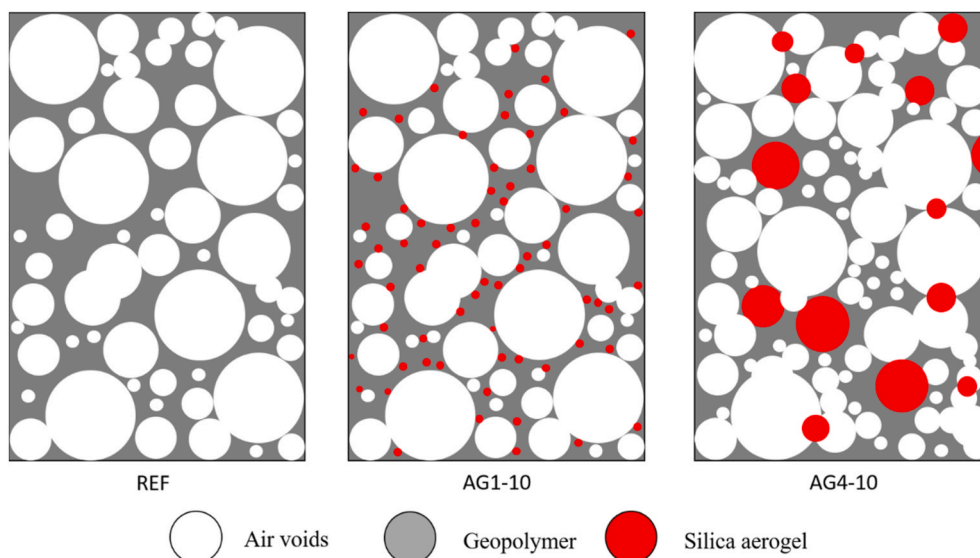 REF
AG1-10
AG4-10
Air voids
Geopolymer
Silica aerogel